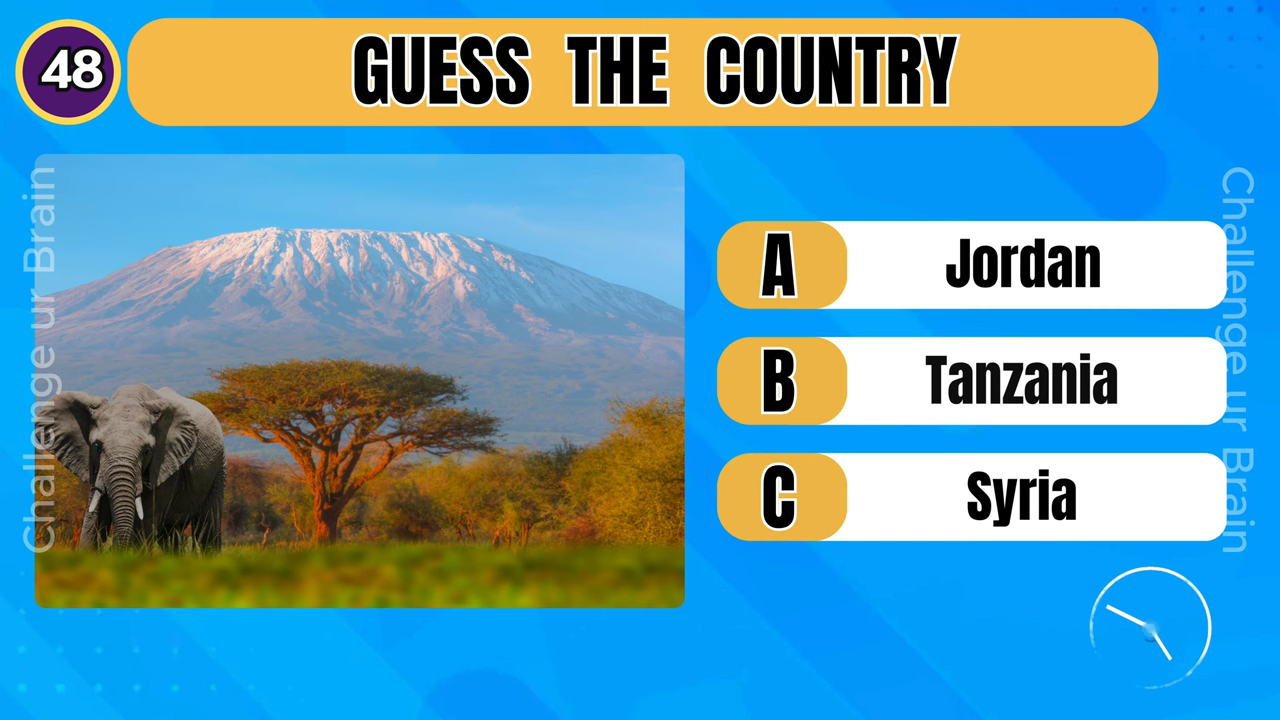 48
GUESS THE COUNTRY
Challenge ur Brain
A Jordan
B Tanzania
C Syria
Challenge ur Brain